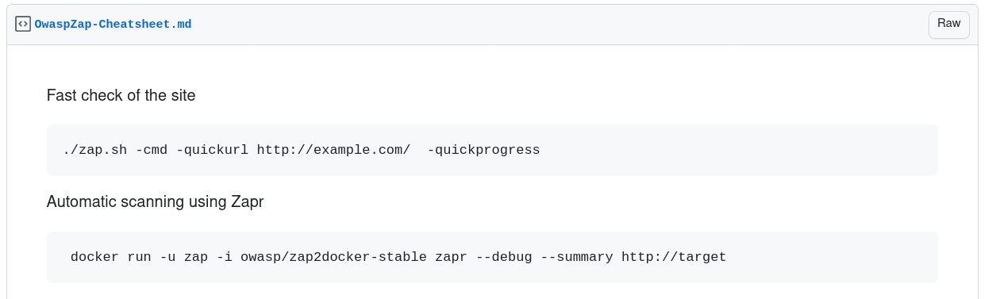 OwaspZap-Cheatsheet.md
Raw
Fast check of the site
./zap.sh -cmd -quickurl http://example.com/  -quickprogress
Automatic scanning using Zapr
 docker run -u zap -i owasp/zap2docker-stable zapr --debug --summary http://target